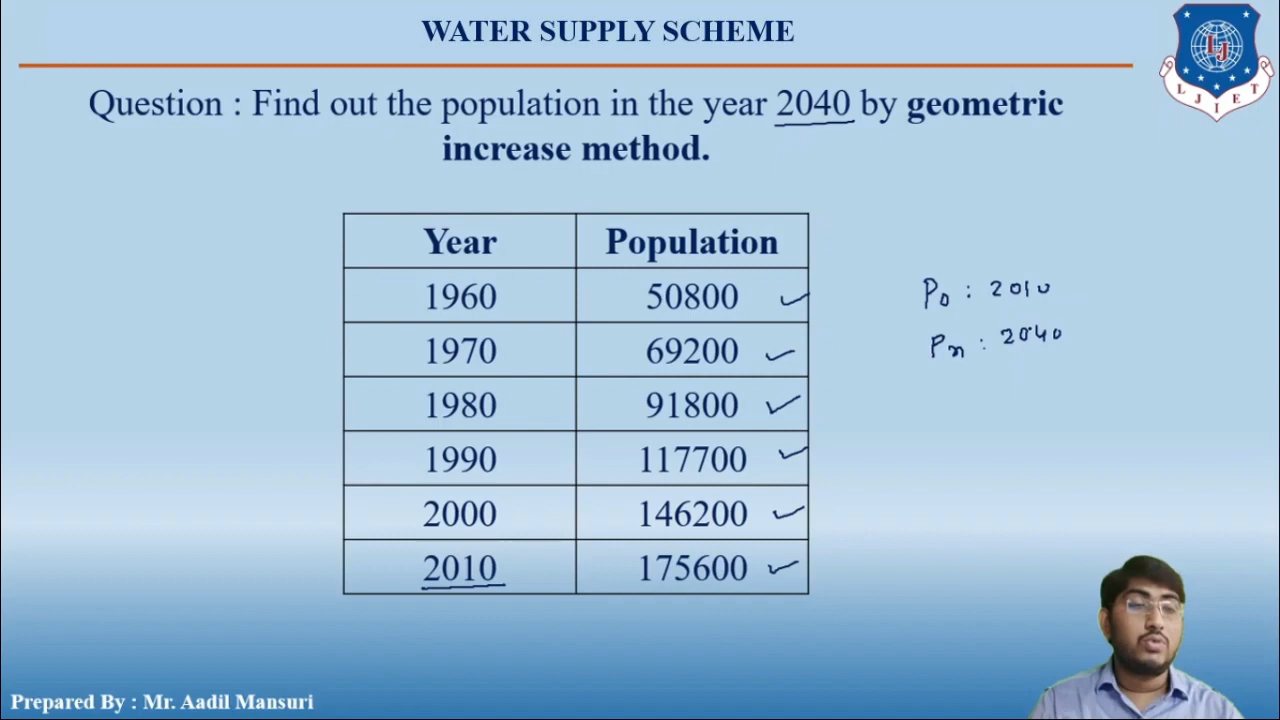 WATER SUPPLY SCHEME
LJIET
Question : Find out the population in the year 2040 by geometric
increase method.
Year Population
1960 50800
1970 69200
1980 91800
1990 117700
2000 146200
2010 175600
P0 : 2010
Pn : 2040
Prepared By : Mr. Aadil Mansuri